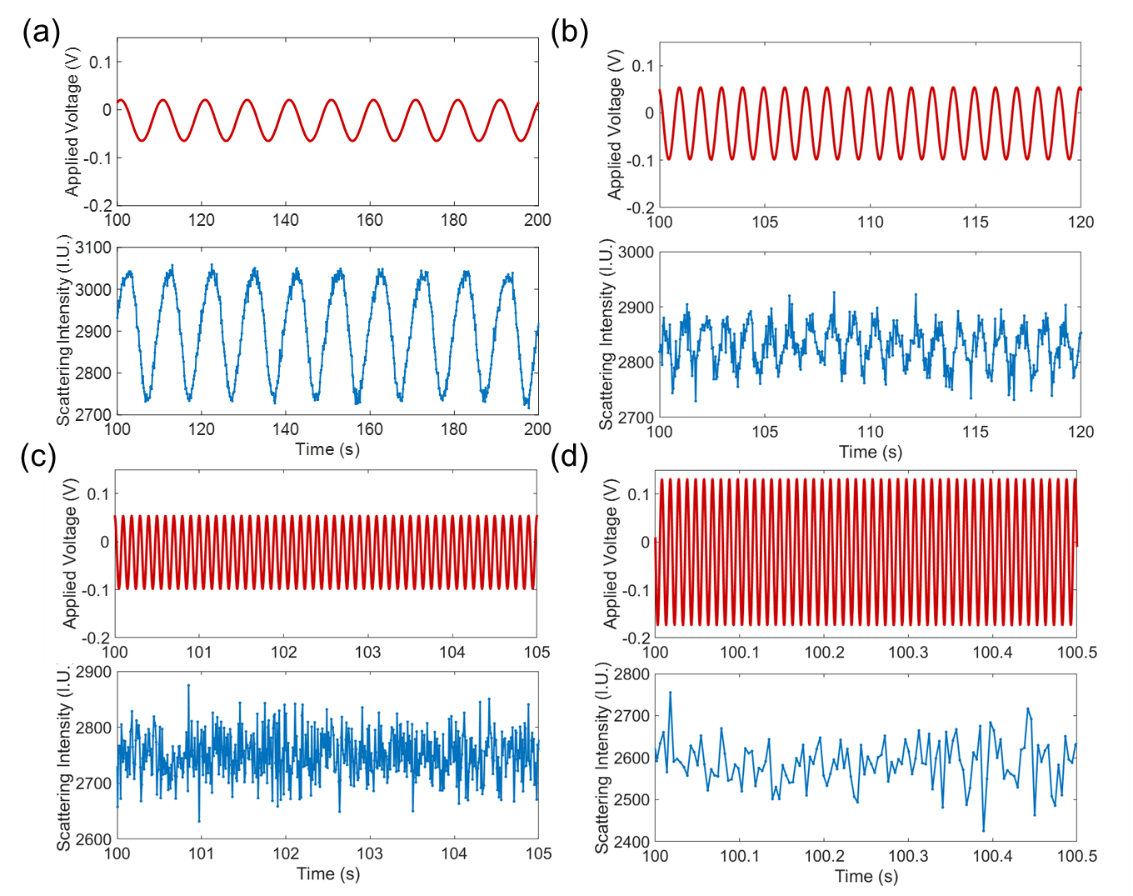 (a)
Applied Voltage (V)
0.1
0
-0.1
-0.2
100 120 140 160 180 200
Scattering Intensity (I.U.)
3100
3000
2900
2800
2700
100 120 140 160 180 200
Time (s)
(b)
Applied Voltage (V)
0.1
0
-0.1
-0.2
100 105 110 115 120
Scattering Intensity (I.U.)
3000
2900
2800
2700
100 105 110 115 120
Time (s)
(c)
Applied Voltage (V)
0.1
0
-0.1
-0.2
100 101 102 103 104 105
Scattering Intensity (I.U.)
2900
2800
2700
2600
100 101 102 103 104 105
Time (s)
(d)
Applied Voltage (V)
0.1
0
-0.1
-0.2
100 100.1 100.2 100.3 100.4 100.5
Scattering Intensity (I.U.)
2800
2700
2600
2500
2400
100 100.1 100.2 100.3 100.4 100.5
Time (s)